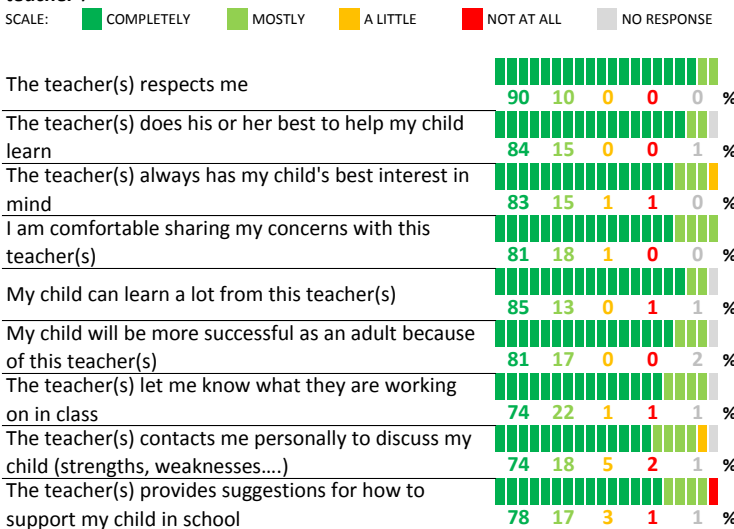 teacher?
SCALE: COMPLETELY MOSTLY A LITTLE NOT AT ALL NO RESPONSE
The teacher(s) respects me
90 10 0 0 0 %
The teacher(s) does his or her best to help my child
learn
84 15 0 0 1 %
The teacher(s) always has my child's best interest in
mind
83 15 1 1 0 %
I am comfortable sharing my concerns with this
teacher(s)
81 18 1 0 0 %
My child can learn a lot from this teacher(s)
85 13 0 1 1 %
My child will be more successful as an adult because
of this teacher(s)
81 17 0 0 2 %
The teacher(s) let me know what they are working
on in class
74 22 1 1 1 %
The teacher(s) contacts me personally to discuss my
child (strengths, weaknesses....)
74 18 5 2 1 %
The teacher(s) provides suggestions for how to
support my child in school
78 17 3 1 1 %